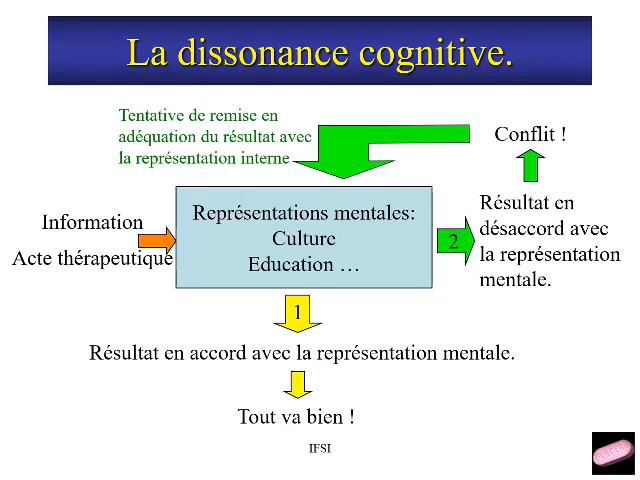 La dissonance cognitive.
Tentative de remise en
adéquation du résultat avec
la représentation interne
Conflit !
Information
Acte thérapeutique
Représentations mentales:
Culture
Education …
2
Résultat en
désaccord avec
la représentation
mentale.
1
Résultat en accord avec la représentation mentale.
Tout va bien !
IFSI